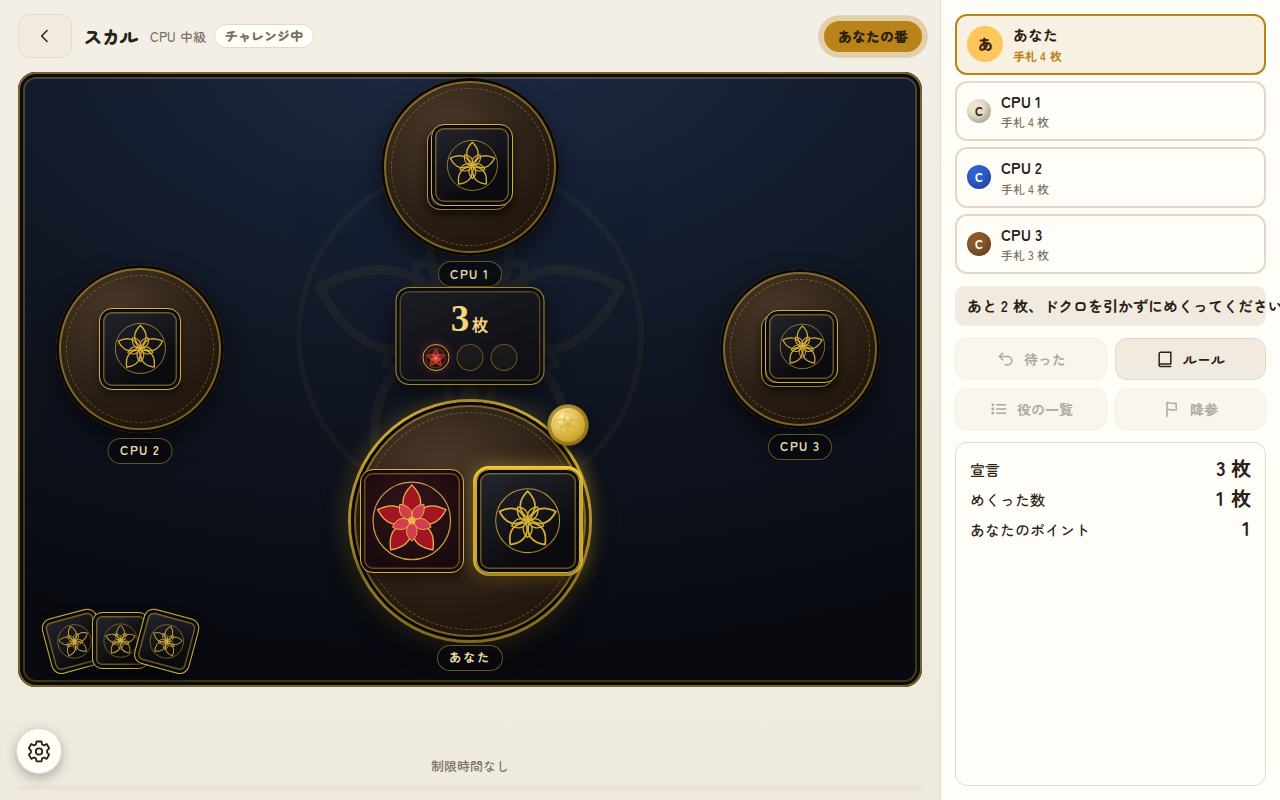 スカル CPU 中級 チャレンジ中
あなたの番
CPU 1
3枚
CPU 2
CPU 3
あなた
制限時間なし
あ
あなた
手札 4 枚
C
CPU 1
手札 4 枚
C
CPU 2
手札 4 枚
C
CPU 3
手札 3 枚
あと 2 枚、ドクロを引かずにめくってください
待った
ルール
役の一覧
降参
宣言 3 枚
めくった数 1 枚
あなたのポイント 1